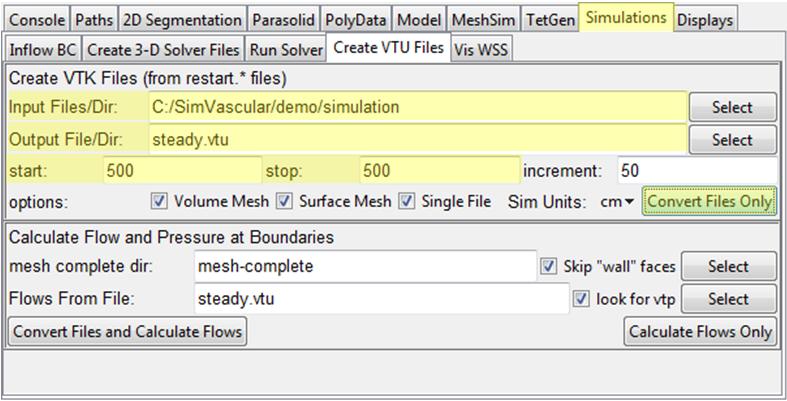 Console Paths 2D Segmentation Parasolid PolyData Model MeshSim TetGen Simulations Displays
Inflow BC Create 3-D Solver Files Run Solver Create VTU Files Vis WSS
Create VTK Files (from restart.* files)
Input Files/Dir: C:/SimVascular/demo/simulation Select
Output File/Dir: steady.vtu Select
start: 500 stop: 500 increment: 50
options: Volume Mesh Surface Mesh Single File Sim Units: cm Convert Files Only
Calculate Flow and Pressure at Boundaries
mesh complete dir: mesh-complete Skip "wall" faces Select
Flows From File: steady.vtu look for vtp Select
Convert Files and Calculate Flows Calculate Flows Only